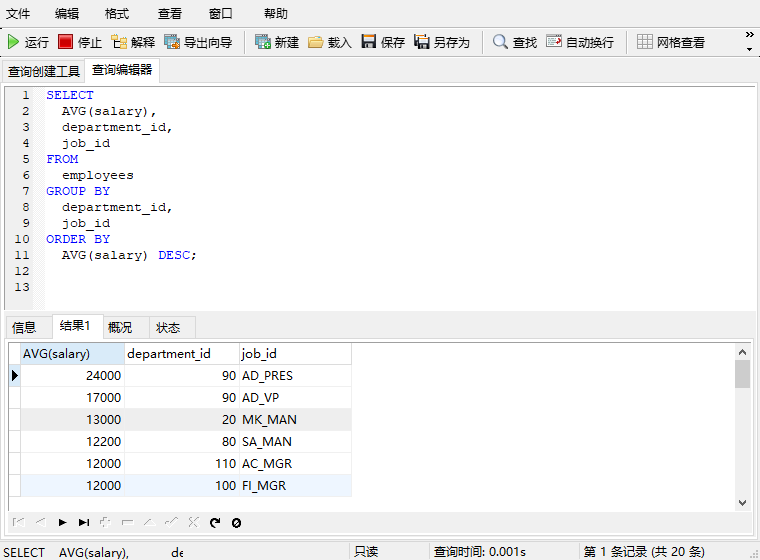 文件 编辑 格式 查看 窗口 帮助
运行 停止 解释 导出向导 新建 载入 保存 另存为 查找 自动换行 网格查看 »
查询创建工具 查询编辑器
1 SELECT
2 AVG(salary),
3 department_id,
4 job_id
5 FROM
6 employees
7 GROUP BY
8 department_id,
9 job_id
10 ORDER BY
11 AVG(salary) DESC;
12
13
信息 结果1 概况 状态
AVG(salary) department_id job_id
24000 90 AD_PRES
17000 90 AD_VP
13000 20 MK_MAN
12200 80 SA_MAN
12000 110 AC_MGR
12000 100 FI_MGR
SELECT AVG(salary), de 只读 查询时间: 0.001s 第 1 条记录 (共 20 条)